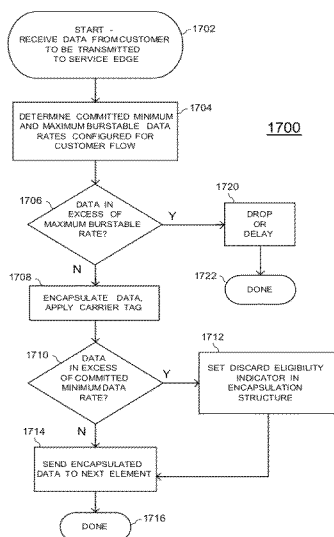 START -
RECEIVE DATA FROM CUSTOMER
TO BE TRANSMITTED
TO SERVICE EDGE
1702
DETERMINE COMMITTED MINIMUM
AND MAXIMUM BURSTABLE DATA
RATES CONFIGURED FOR
CUSTOMER FLOW
1704
1700
1706
DATA IN
EXCESS OF
MAXIMUM BURSTABLE
RATE?
Y
1720
DROP
OR
DELAY
N
1722
DONE
1708
ENCAPSULATE DATA,
APPLY CARRIER TAG
1710
DATA
IN EXCESS
OF COMMITTED
MINIMUM DATA
RATE?
Y
1712
SET DISCARD ELIGIBILITY
INDICATOR IN
ENCAPSULATION
STRUCTURE
N
1714
SEND ENCAPSULATED
DATA TO NEXT ELEMENT
DONE
1716